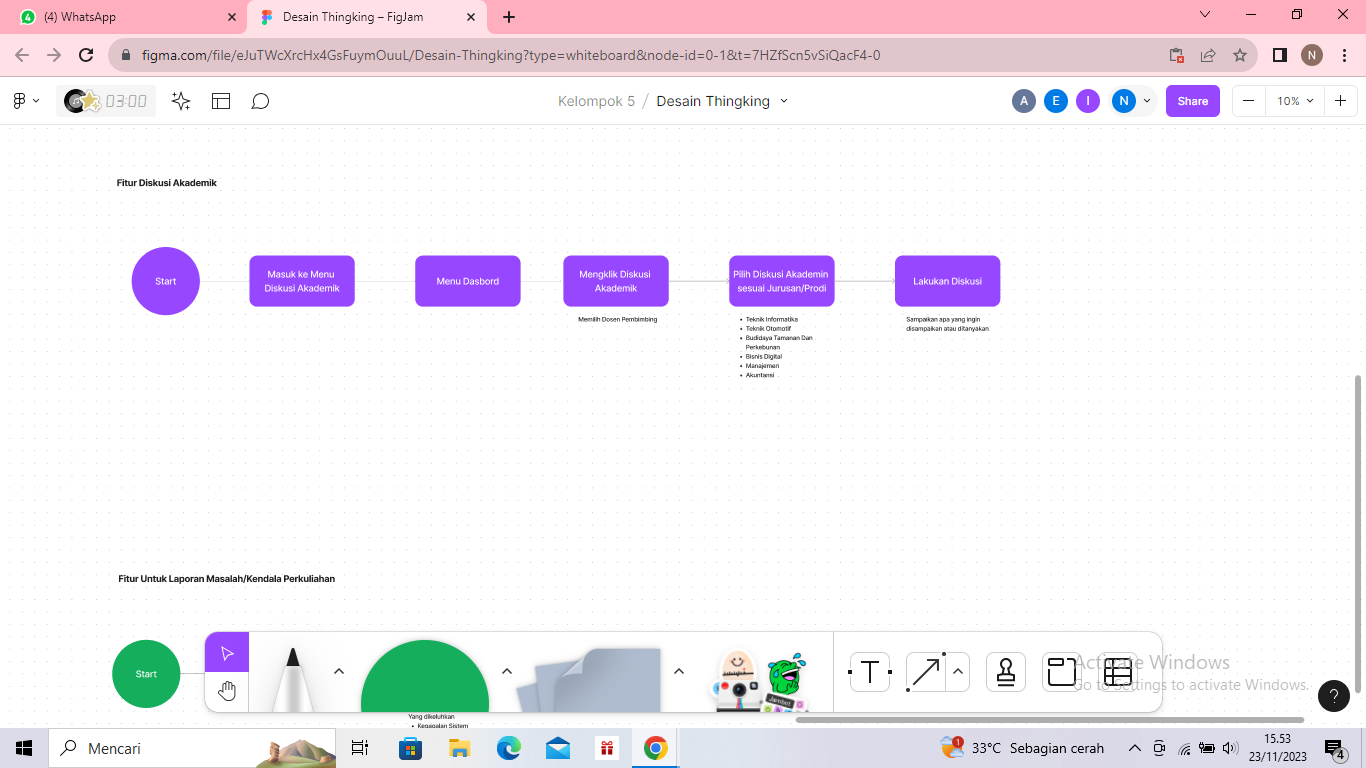 (4) WhatsApp
Desain Thingking – FigJam
figma.com/file/eJuTWcXrcHx4GsFuymOuuL/Desain-Thingking?type=whiteboard&node-id=0-1&t=7HZfScn5vSiQacF4-0
N
03:00
Kelompok 5 / Desain Thingking
A E I N
Share
10%
Fitur Diskusi Akademik
Start
Masuk ke Menu
Diskusi Akademik
Menu Dasbord
Mengklik Diskusi
Akademik
Pilih Diskusi Akademin
sesuai Jurusan/Prodi
Lakukan Diskusi
Memilih Dosen Pembimbing
• Teknik Informatika
• Teknik Otomotif
• Budidaya Tamanan Dan
Perkebunan
• Bisnis Digital
• Manajemen
• Akuntansi
Sampaikan apa yang ingin
disampaikan atau ditanyakan
Fitur Untuk Laporan Masalah/Kendala Perkuliahan
Start
T
Activate Windows
Go to Settings to activate Windows.
Yang dikeluhkan
• Kegagalan Sistem
Mencari
1
33°C Sebagian cerah
15.53
23/11/2023
4